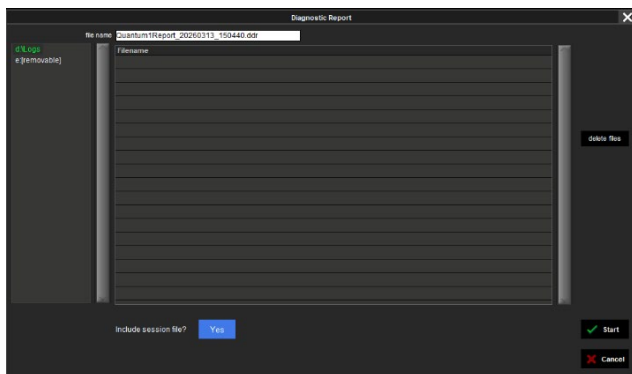 Diagnostic Report
file name Quantum1Report_20260313_150440.ddr
d:\Logs
e:[removable]
Filename
delete files
Include session file? Yes
Start
Cancel